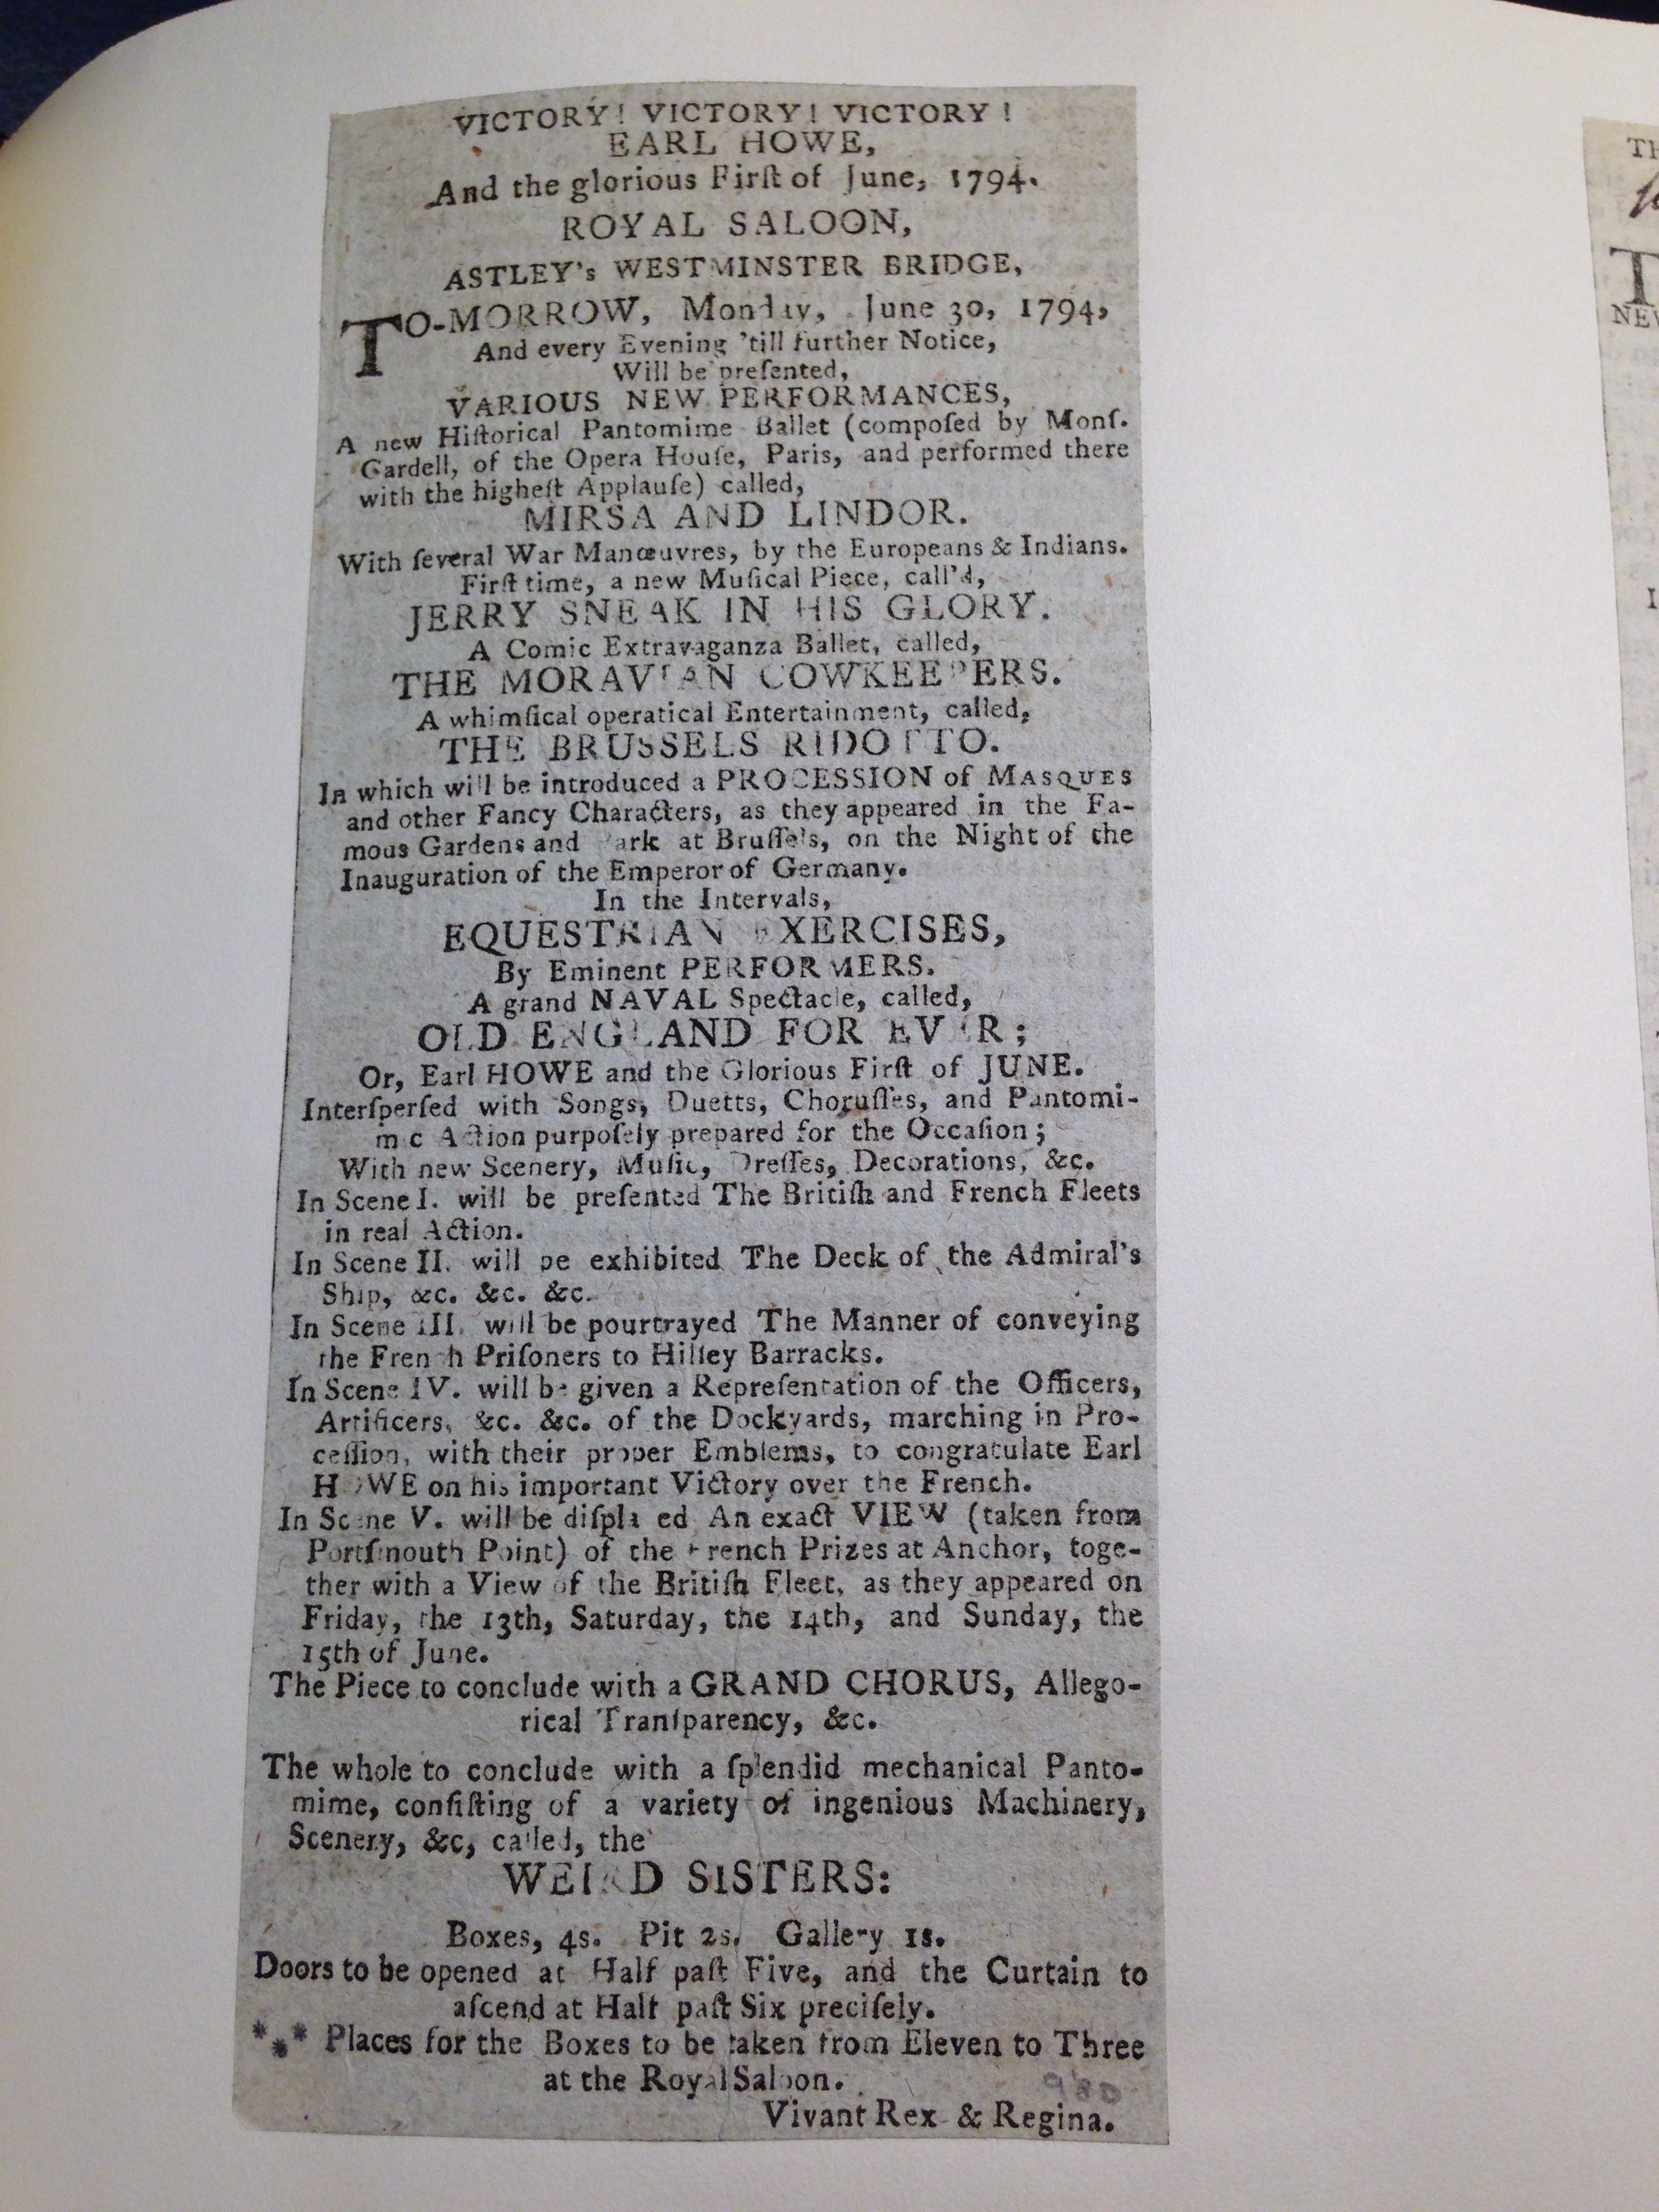 VICTORY! VICTORY! VICTORY!
EARL HOWE,
And the glorious Firſt of June, 1794.
ROYAL SALOON,
ASTLEY's WESTMINSTER BRIDGE,
TO-MORROW, Monday, June 30, 1794,
And every Evening 'till further Notice,
Will be preſented,
VARIOUS NEW PERFORMANCES,
A new Hiſtorical Pantomime Ballet (compoſed by Monſ.
Gardell, of the Opera Houſe, Paris, and performed there
with the higheſt Applauſe) called,
MIRSA AND LINDOR.
With ſeveral War Manœuvres, by the Europeans & Indians.
Firſt time, a new Muſical Piece, call'd,
JERRY SNEAK IN HIS GLORY.
A Comic Extravaganza Ballet, called,
THE MORAVIAN COWKEEPERS.
A whimſical operatical Entertainment, called,
THE BRUSSELS RIDOTTO.
In which will be introduced a PROCESSION of MASQUES
and other Fancy Characters, as they appeared in the Fa-
mous Gardens and Park at Bruſſels, on the Night of the
Inauguration of the Emperor of Germany.
In the Intervals,
EQUESTRIAN EXERCISES,
By Eminent PERFORMERS.
A grand NAVAL Spectacle, called,
OLD ENGLAND FOR EVER;
Or, Earl HOWE and the Glorious Firſt of JUNE.
Interſperſed with Songs, Duetts, Choruſſes, and Pantomi-
mic Action purpoſely prepared for the Occaſion;
With new Scenery, Muſic, Dreſſes, Decorations, &c.
In Scene I. will be preſented The Britiſh and French Fleets
in real Action.
In Scene II. will be exhibited The Deck of the Admiral's
Ship, &c. &c. &c.
In Scene III. will be pourtrayed The Manner of conveying
the French Priſoners to Hilſey Barracks.
In Scene IV. will be given a Repreſentation of the Officers,
Artificers, &c. &c. of the Dockyards, marching in Pro-
ceſſion, with their proper Emblems, to congratulate Earl
HOWE on his important Victory over the French.
In Scene V. will be diſplayed An exact VIEW (taken from
Portſmouth Point) of the French Prizes at Anchor, toge-
ther with a View of the Britiſh Fleet, as they appeared on
Friday, the 13th, Saturday, the 14th, and Sunday, the
15th of June.
The Piece to conclude with a GRAND CHORUS, Allego-
rical Tranſparency, &c.
The whole to conclude with a ſplendid mechanical Panto-
mime, conſiſting of a variety of ingenious Machinery,
Scenery, &c, called, the
WEIRD SISTERS:
Boxes, 4s. Pit 2s. Gallery 1s.
Doors to be opened at Half paſt Five, and the Curtain to
aſcend at Half paſt Six preciſely.
*** Places for the Boxes to be taken from Eleven to Three
at the Royal Saloon.
Vivant Rex & Regina.